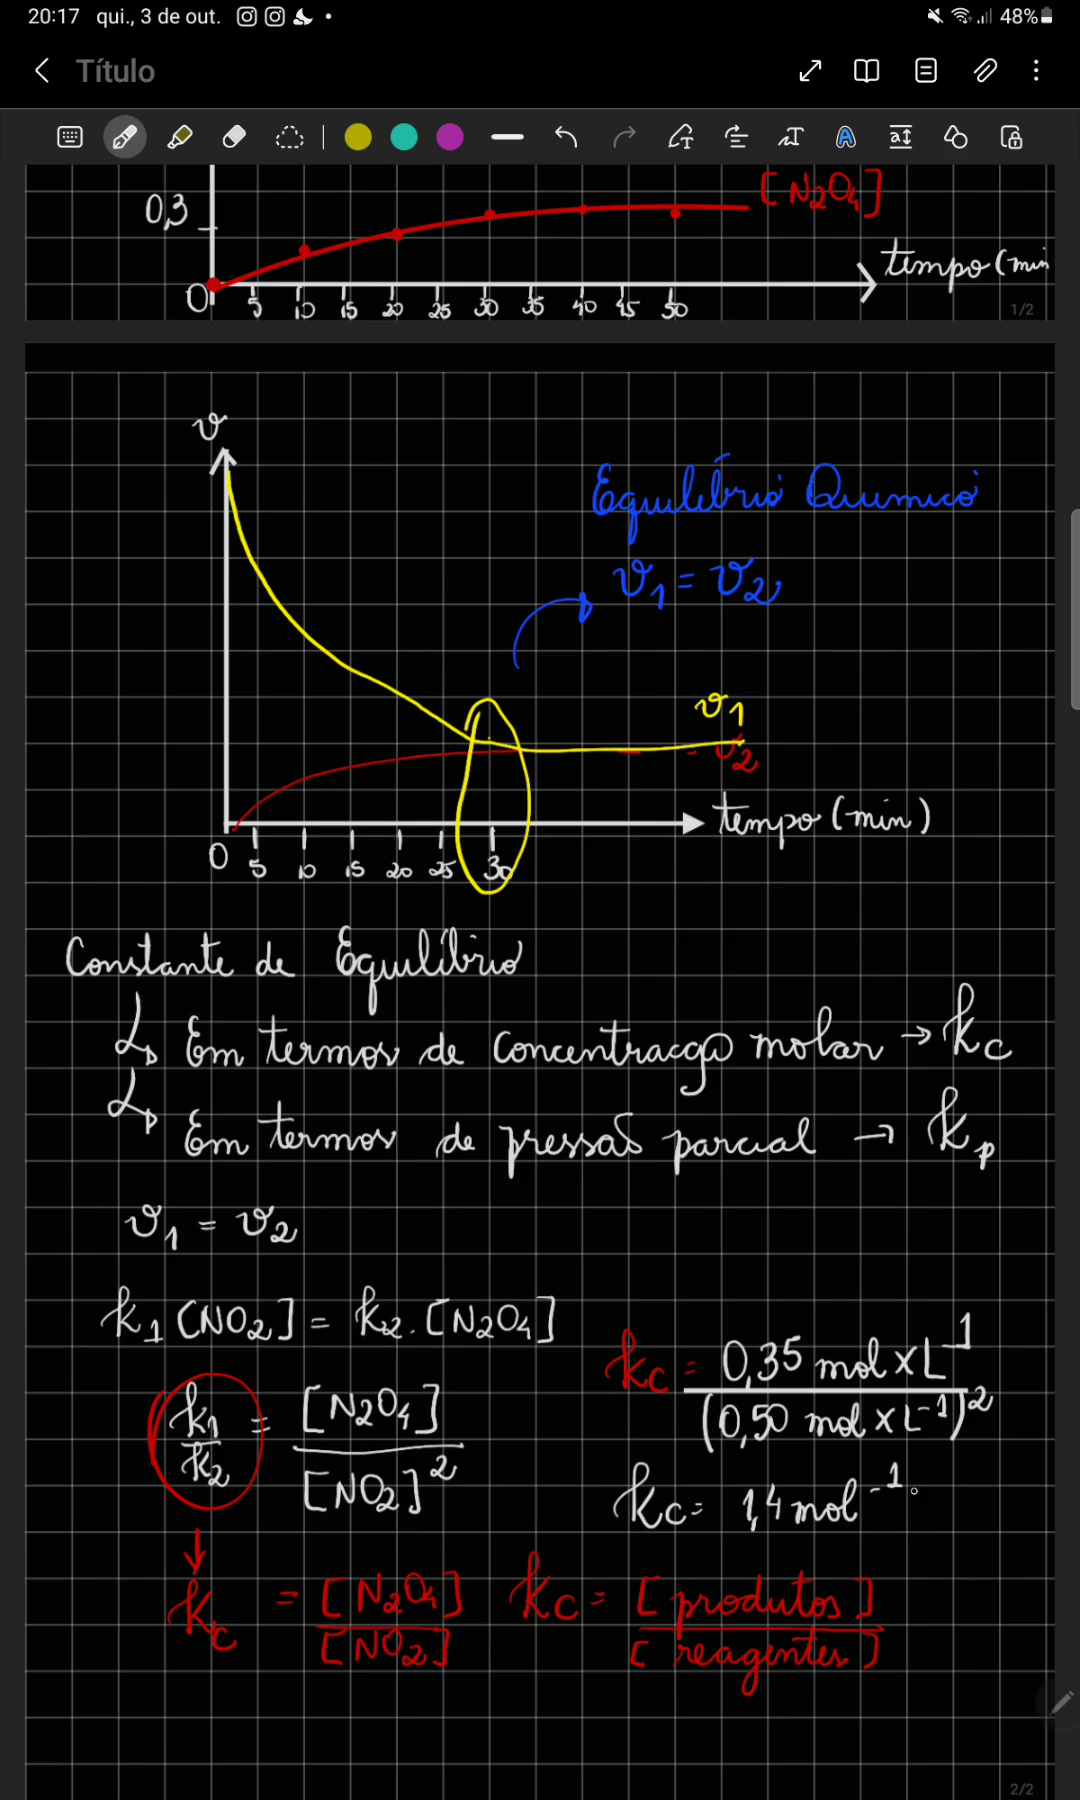 20:17 qui., 3 de out. 48%
Título
0,3
[N2O4]
tempo (min
0 5 10 15 20 25 30 35 40 45 50
1/2
v
Equilíbrio Químico
v1 = v2
v1
v2
tempo (min)
0 5 10 15 20 25 30
Constante de Equilíbrio
Em termos de concentração molar → Kc
Em termos de pressão parcial → Kp
v1 = v2
k1 [NO2] = k2 . [N2O4]
k1/k2 = [N2O4]/[NO2]²
Kc = 0,35 mol x L⁻¹/(0,50 mol x L⁻¹)²
Kc = 1,4 mol⁻¹.
Kc = [N2O4]/[NO2]
Kc = [produtos]/[reagentes]
2/2